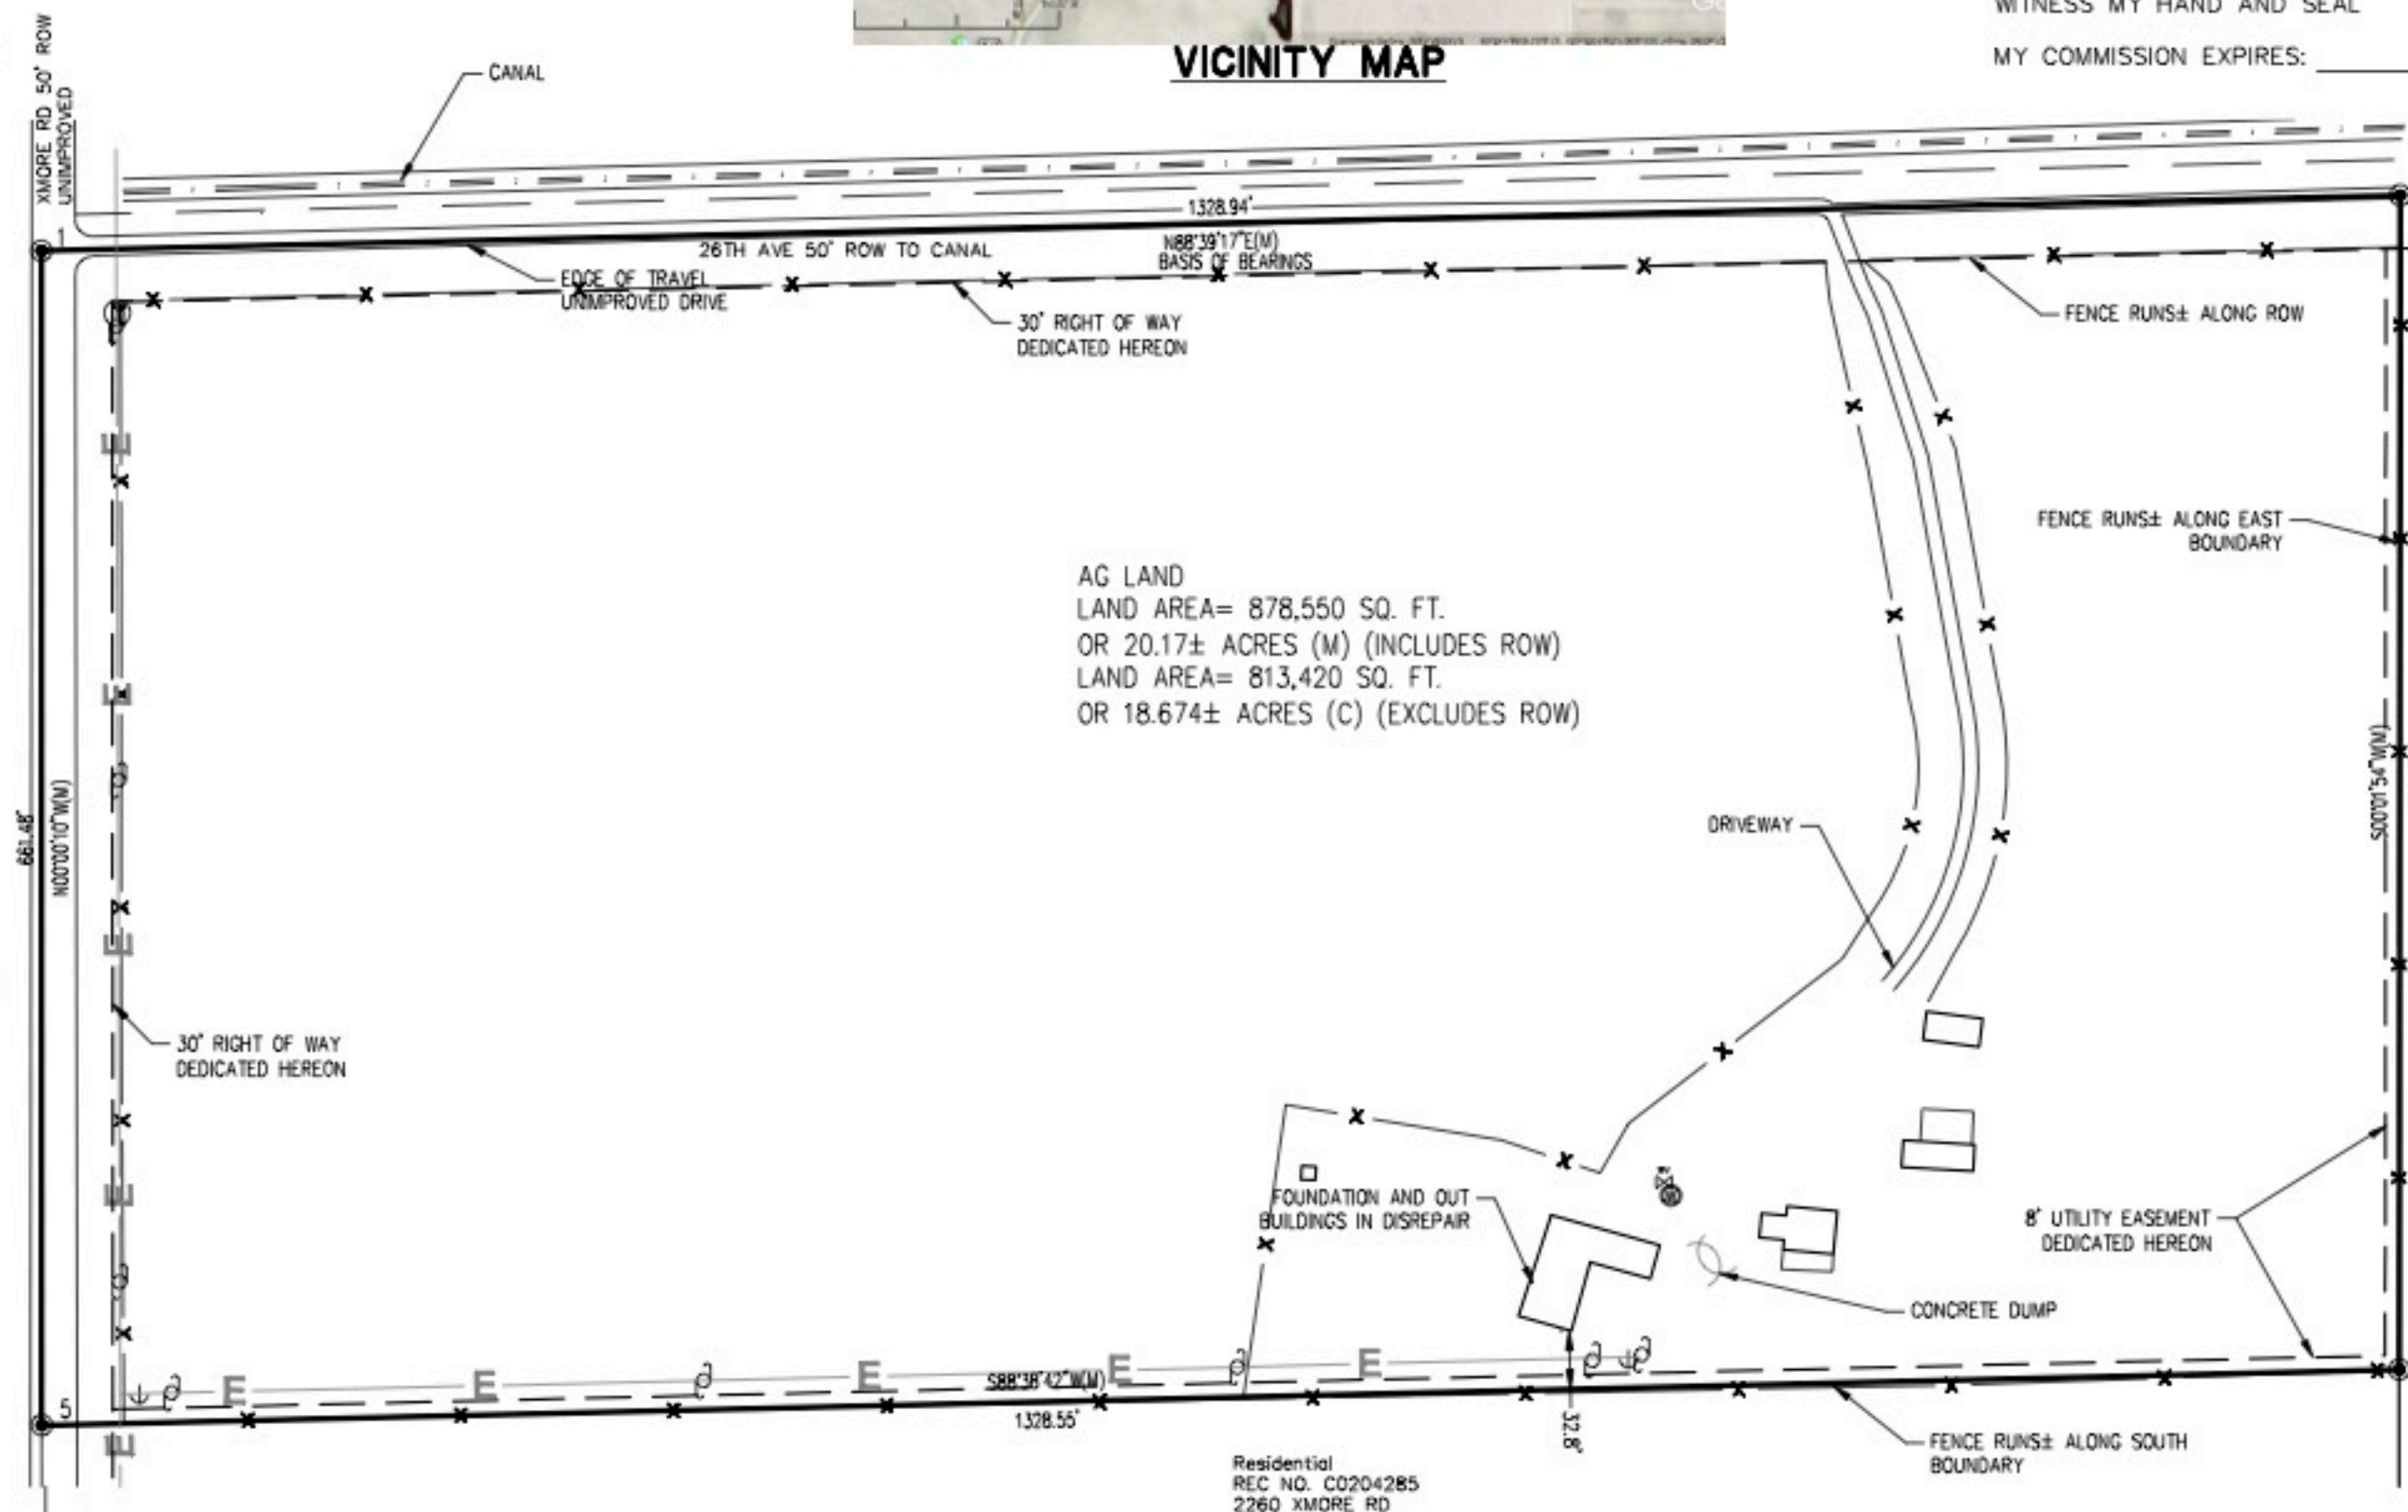 WITNESS MY HAND AND SEAL
VICINITY MAP
MY COMMISSION EXPIRES:
XMORE RD 50' ROW
UNIMPROVED
CANAL
1328.94'
1
26TH AVE 50' ROW TO CANAL
N88°39'17"E(M)
BASIS OF BEARINGS
EDGE OF TRAVEL
UNIMPROVED DRIVE
30' RIGHT OF WAY
DEDICATED HEREON
FENCE RUNS± ALONG ROW
E
FENCE RUNS± ALONG EAST
BOUNDARY
AG LAND
LAND AREA= 878,550 SQ. FT.
OR 20.17± ACRES (M) (INCLUDES ROW)
LAND AREA= 813,420 SQ. FT.
OR 18.674± ACRES (C) (EXCLUDES ROW)
E
661.48'
N00°00'10"W(M)
S00°01'54"W(M)
DRIVEWAY
E
30' RIGHT OF WAY
DEDICATED HEREON
E
FOUNDATION AND OUT
BUILDINGS IN DISREPAIR
8' UTILITY EASEMENT
DEDICATED HEREON
CONCRETE DUMP
E E E E E
S88°38'42"W(M)
5
1328.55'
E
32.8'
FENCE RUNS± ALONG SOUTH
BOUNDARY
Residential
REC NO. C0204285
2260 XMORE RD